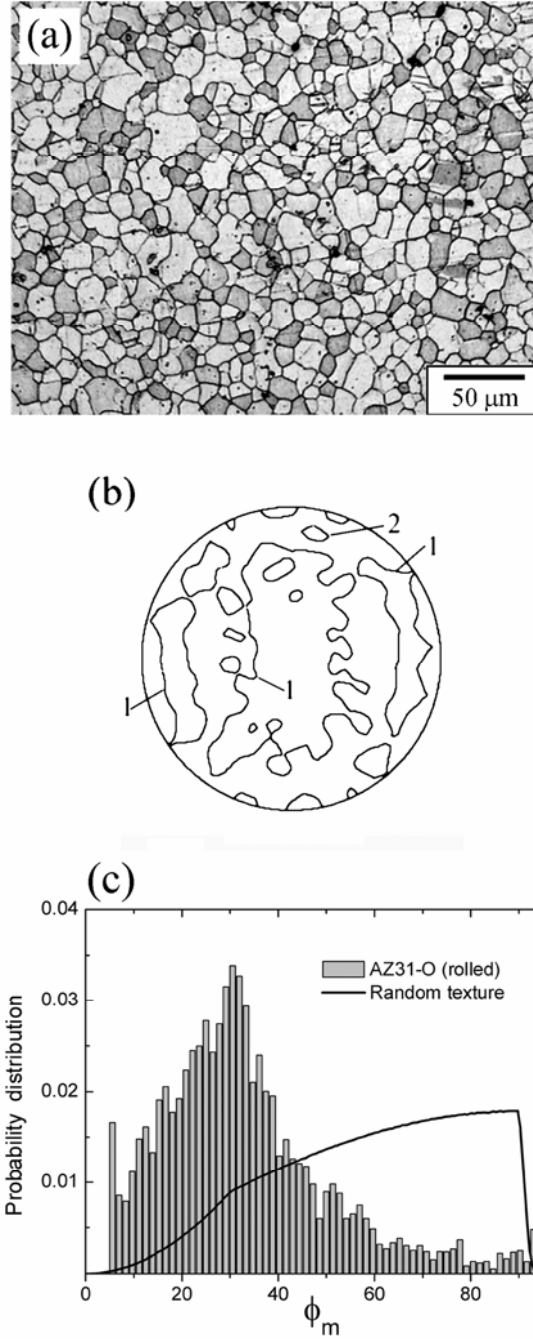 (a)
50 μm
(b)
2
1
1
1
(c)
0.04
0.03
0.02
0.01
Probability distribution
AZ31-O (rolled)
Random texture
0 20 40 60 80
ϕm